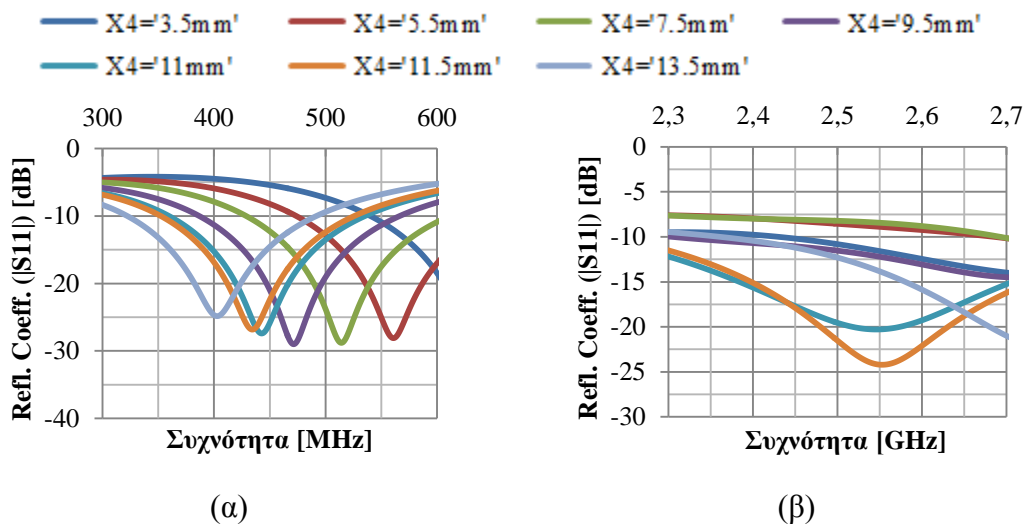 X4='3.5mm' X4='5.5mm' X4='7.5mm' X4='9.5mm'
X4='11mm' X4='11.5mm' X4='13.5mm'
300 400 500 600
0
-10
-20
-30
-40
Refl. Coeff. (|S11|) [dB]
Συχνότητα [MHz]
(α)
2,3 2,4 2,5 2,6 2,7
0
-5
-10
-15
-20
-25
-30
Refl. Coeff. (|S11|) [dB]
Συχνότητα [GHz]
(β)